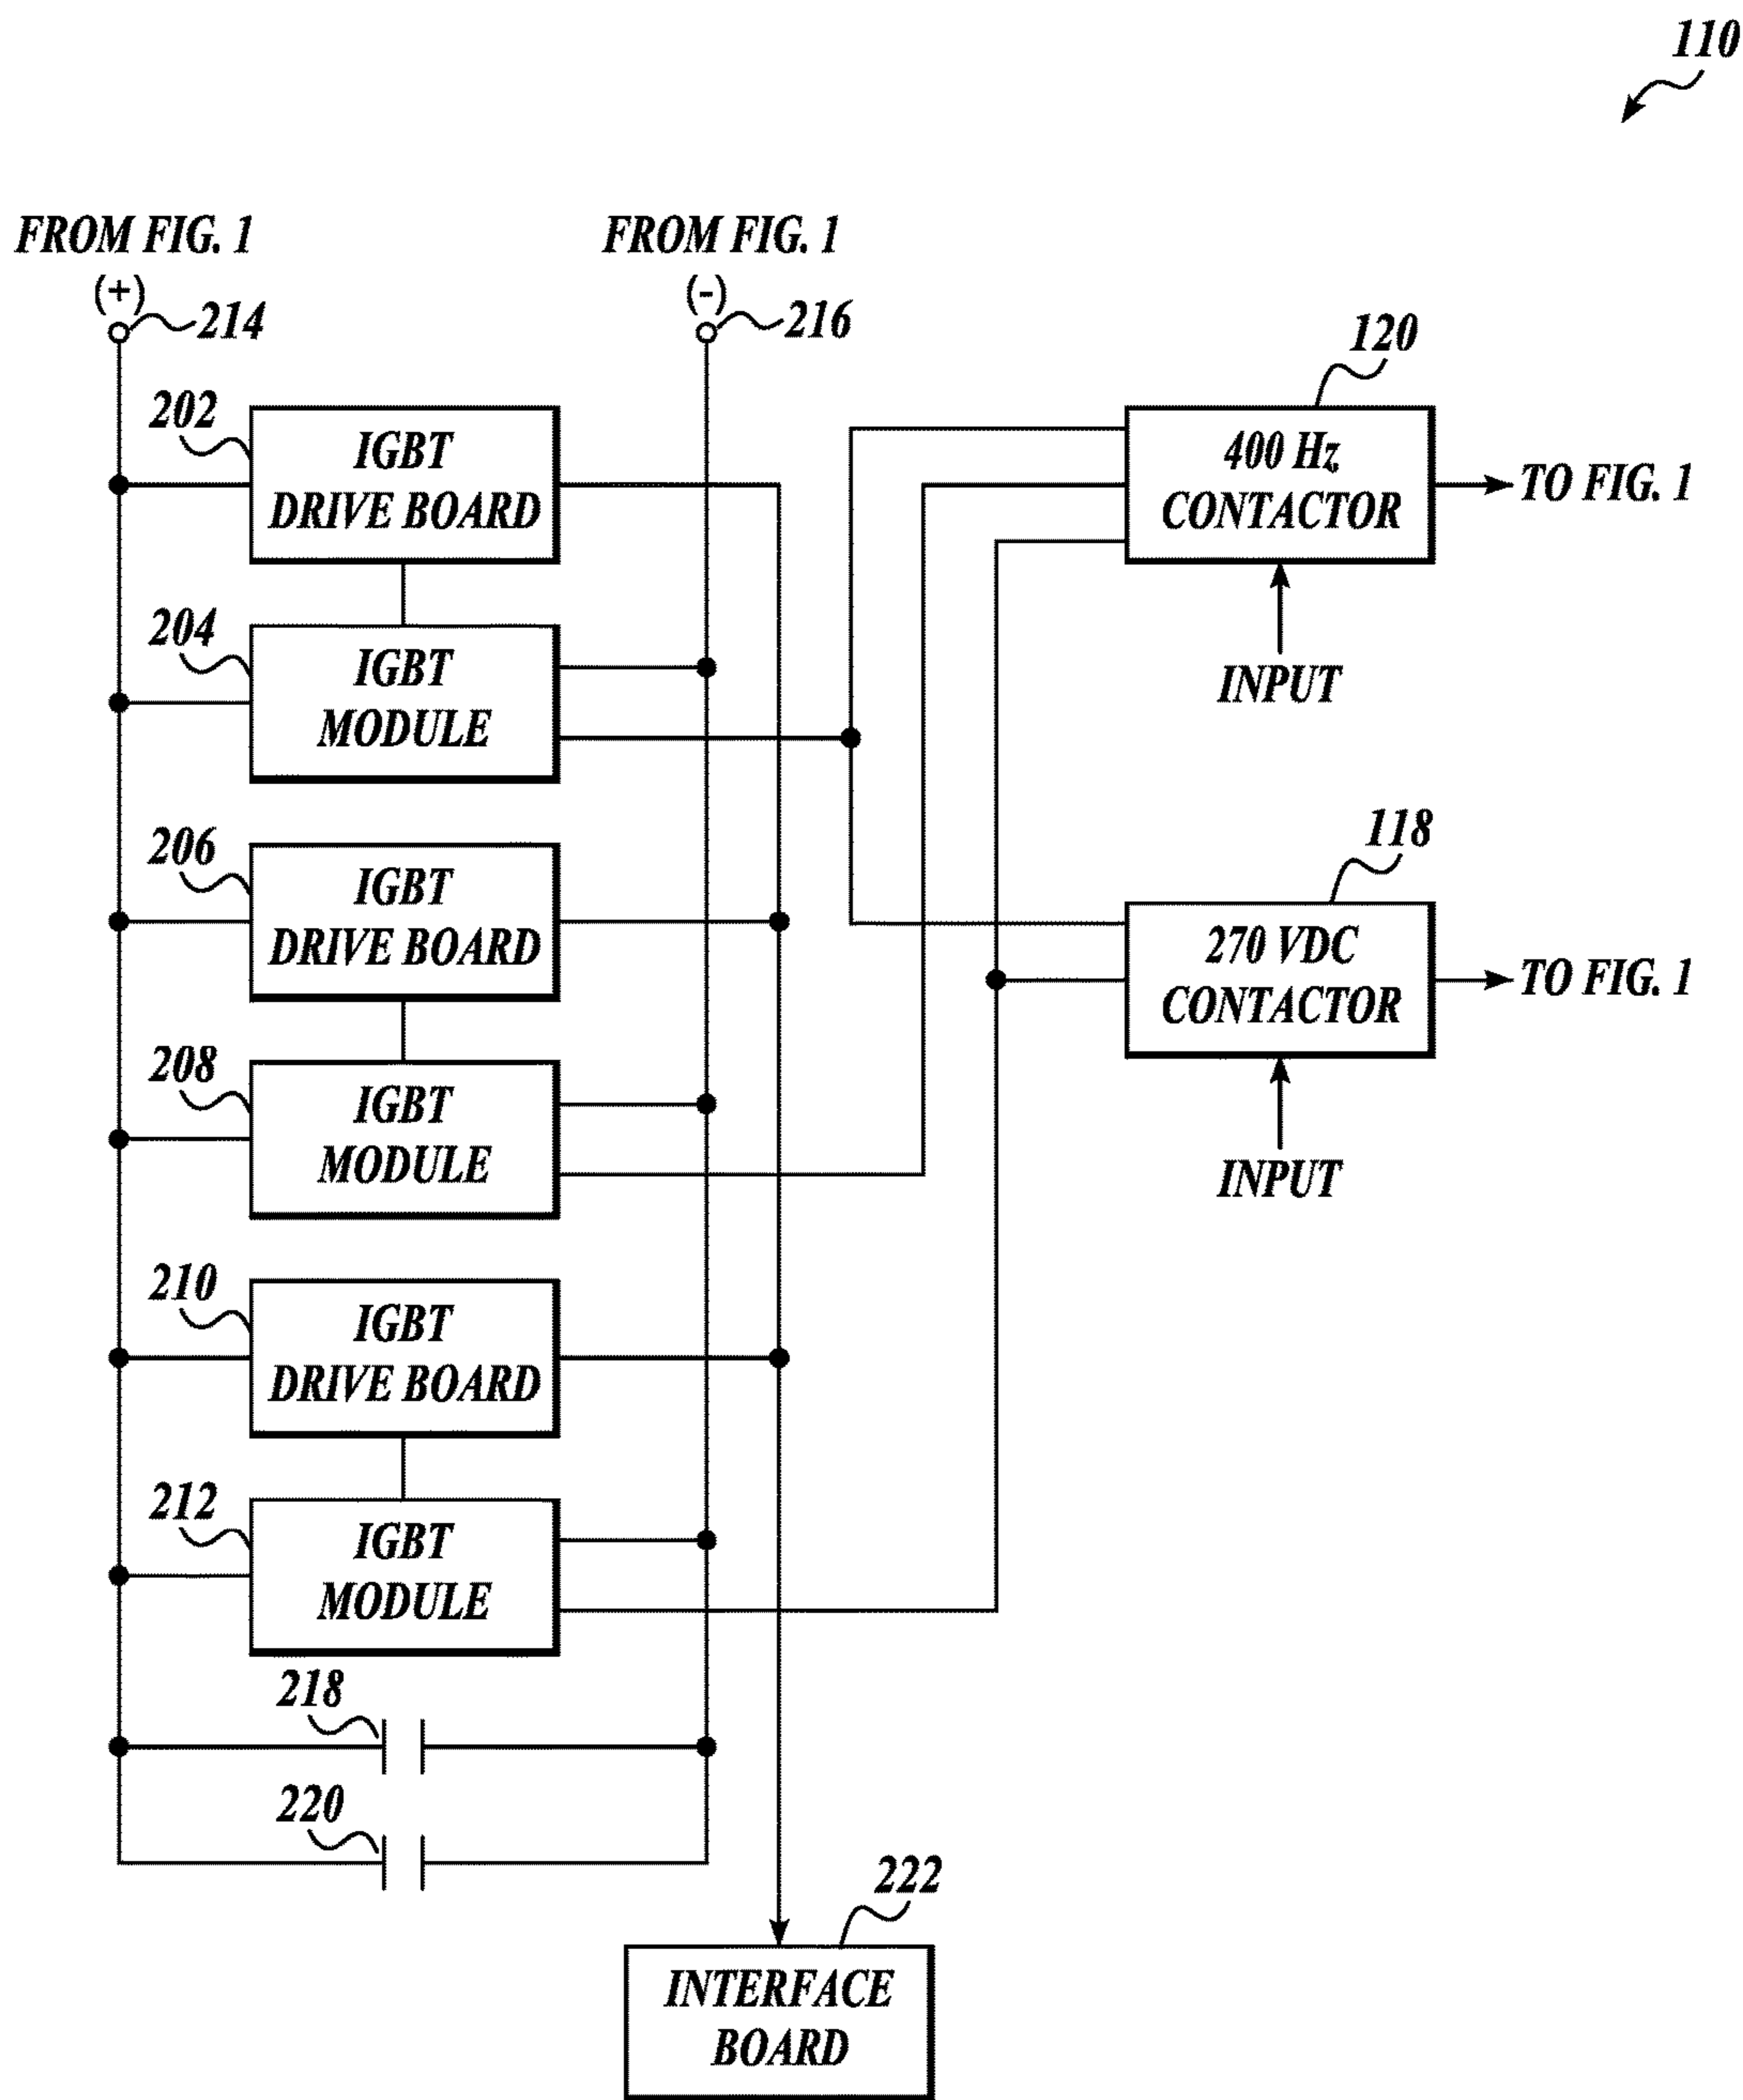 110
FROM FIG. 1
(+)
214
FROM FIG. 1
(-)
216
202
IGBT
DRIVE BOARD
204
IGBT
MODULE
206
IGBT
DRIVE BOARD
208
IGBT
MODULE
210
IGBT
DRIVE BOARD
212
IGBT
MODULE
218
220
222
INTERFACE
BOARD
120
400 Hz
CONTACTOR
TO FIG. 1
INPUT
118
270 VDC
CONTACTOR
TO FIG. 1
INPUT